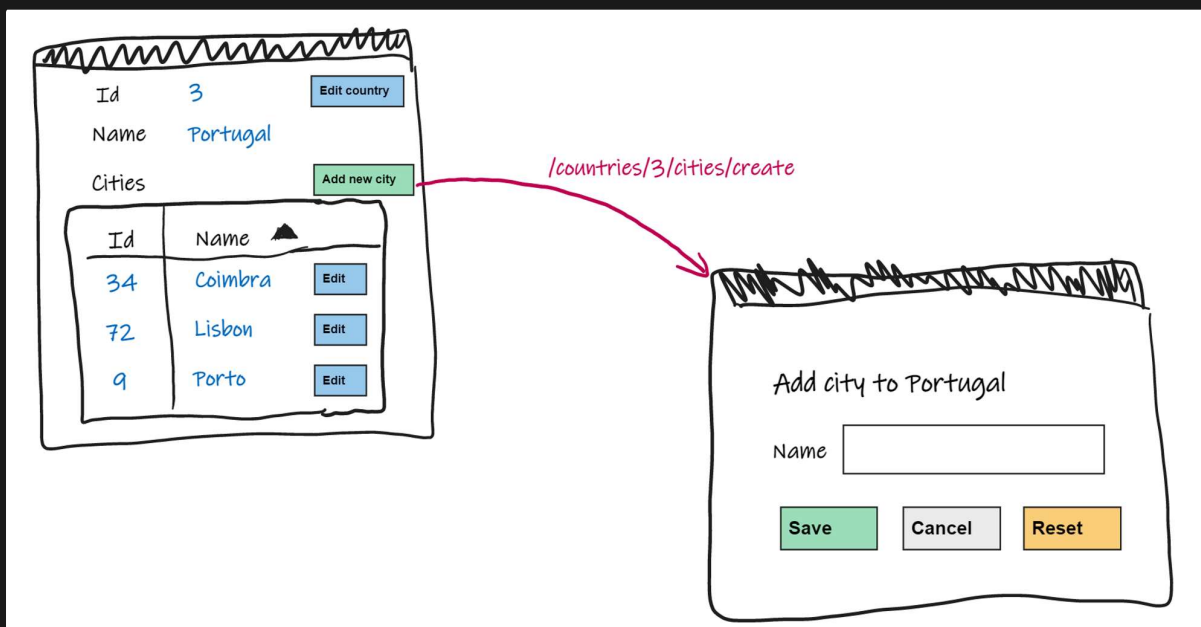 Id 3 Edit country
Name Portugal
Cities Add new city
Id Name
34 Coimbra Edit
72 Lisbon Edit
9 Porto Edit
/countries/3/cities/create
Add city to Portugal
Name
Save Cancel Reset